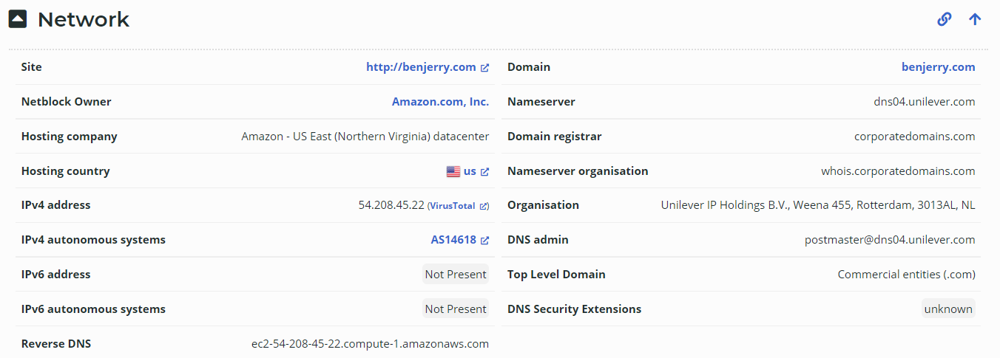 Network
Site http://benjerry.com Domain benjerry.com
Netblock Owner Amazon.com, Inc. Nameserver dns04.unilever.com
Hosting company Amazon - US East (Northern Virginia) datacenter Domain registrar corporatedomains.com
Hosting country us Nameserver organisation whois.corporatedomains.com
IPv4 address 54.208.45.22 (VirusTotal) Organisation Unilever IP Holdings B.V., Weena 455, Rotterdam, 3013AL, NL
IPv4 autonomous systems AS14618 DNS admin postmaster@dns04.unilever.com
IPv6 address Not Present Top Level Domain Commercial entities (.com)
IPv6 autonomous systems Not Present DNS Security Extensions unknown
Reverse DNS ec2-54-208-45-22.compute-1.amazonaws.com